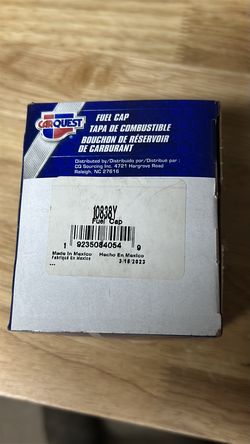 CARQUEST
FUEL CAP
TAPA DE COMBUSTIBLE
BOUCHON DE RÉSERVOIR
DE CARBURANT
Distributed by/Distribuido por/Distribué par :
CQ Sourcing Inc. 4721 Hargrove Road
Raleigh, NC 27616
10838Y
Fuel Cap
1 9235084054 9
Made In Mexico Hecho En Mexico
Fabriqué En Mexico
3/16/2023